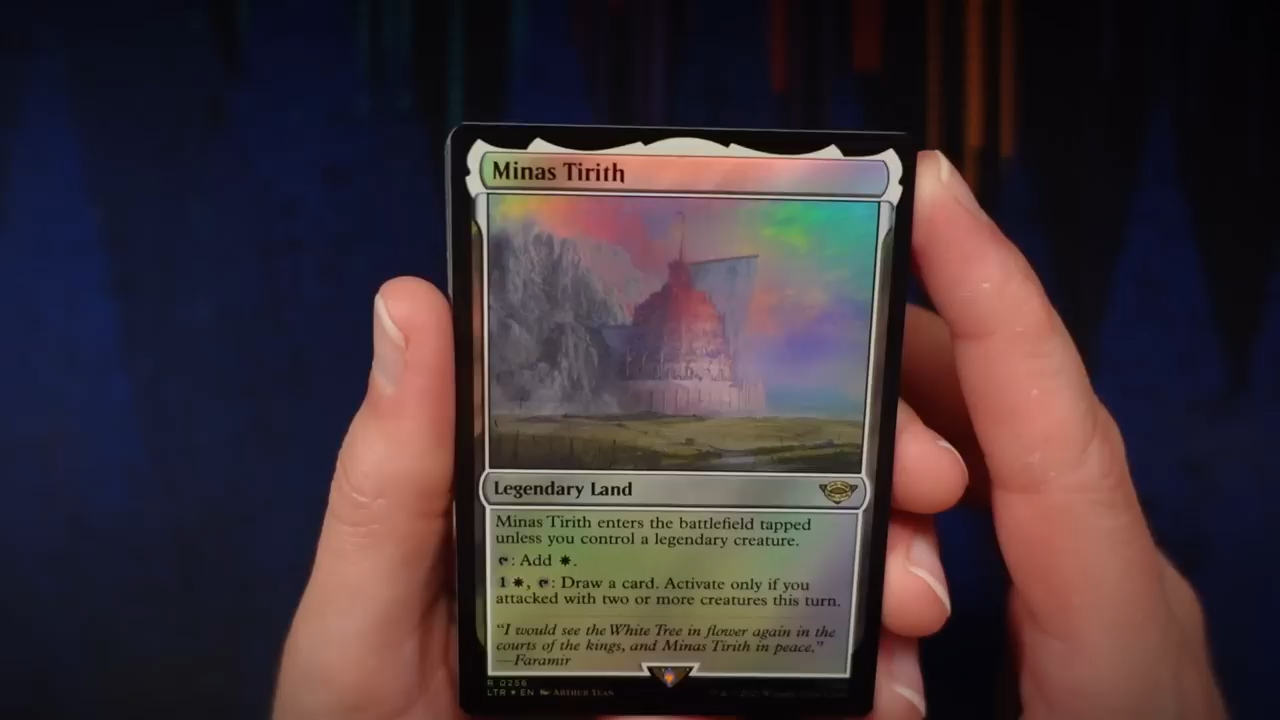 Minas Tirith
Legendary Land
Minas Tirith enters the battlefield tapped
unless you control a legendary creature.
: Add .
1 , : Draw a card. Activate only if you
attacked with two or more creatures this turn.
“I would see the White Tree in flower again in the
courts of the kings, and Minas Tirith in peace.”
—Faramir
R 0256
LTR EN